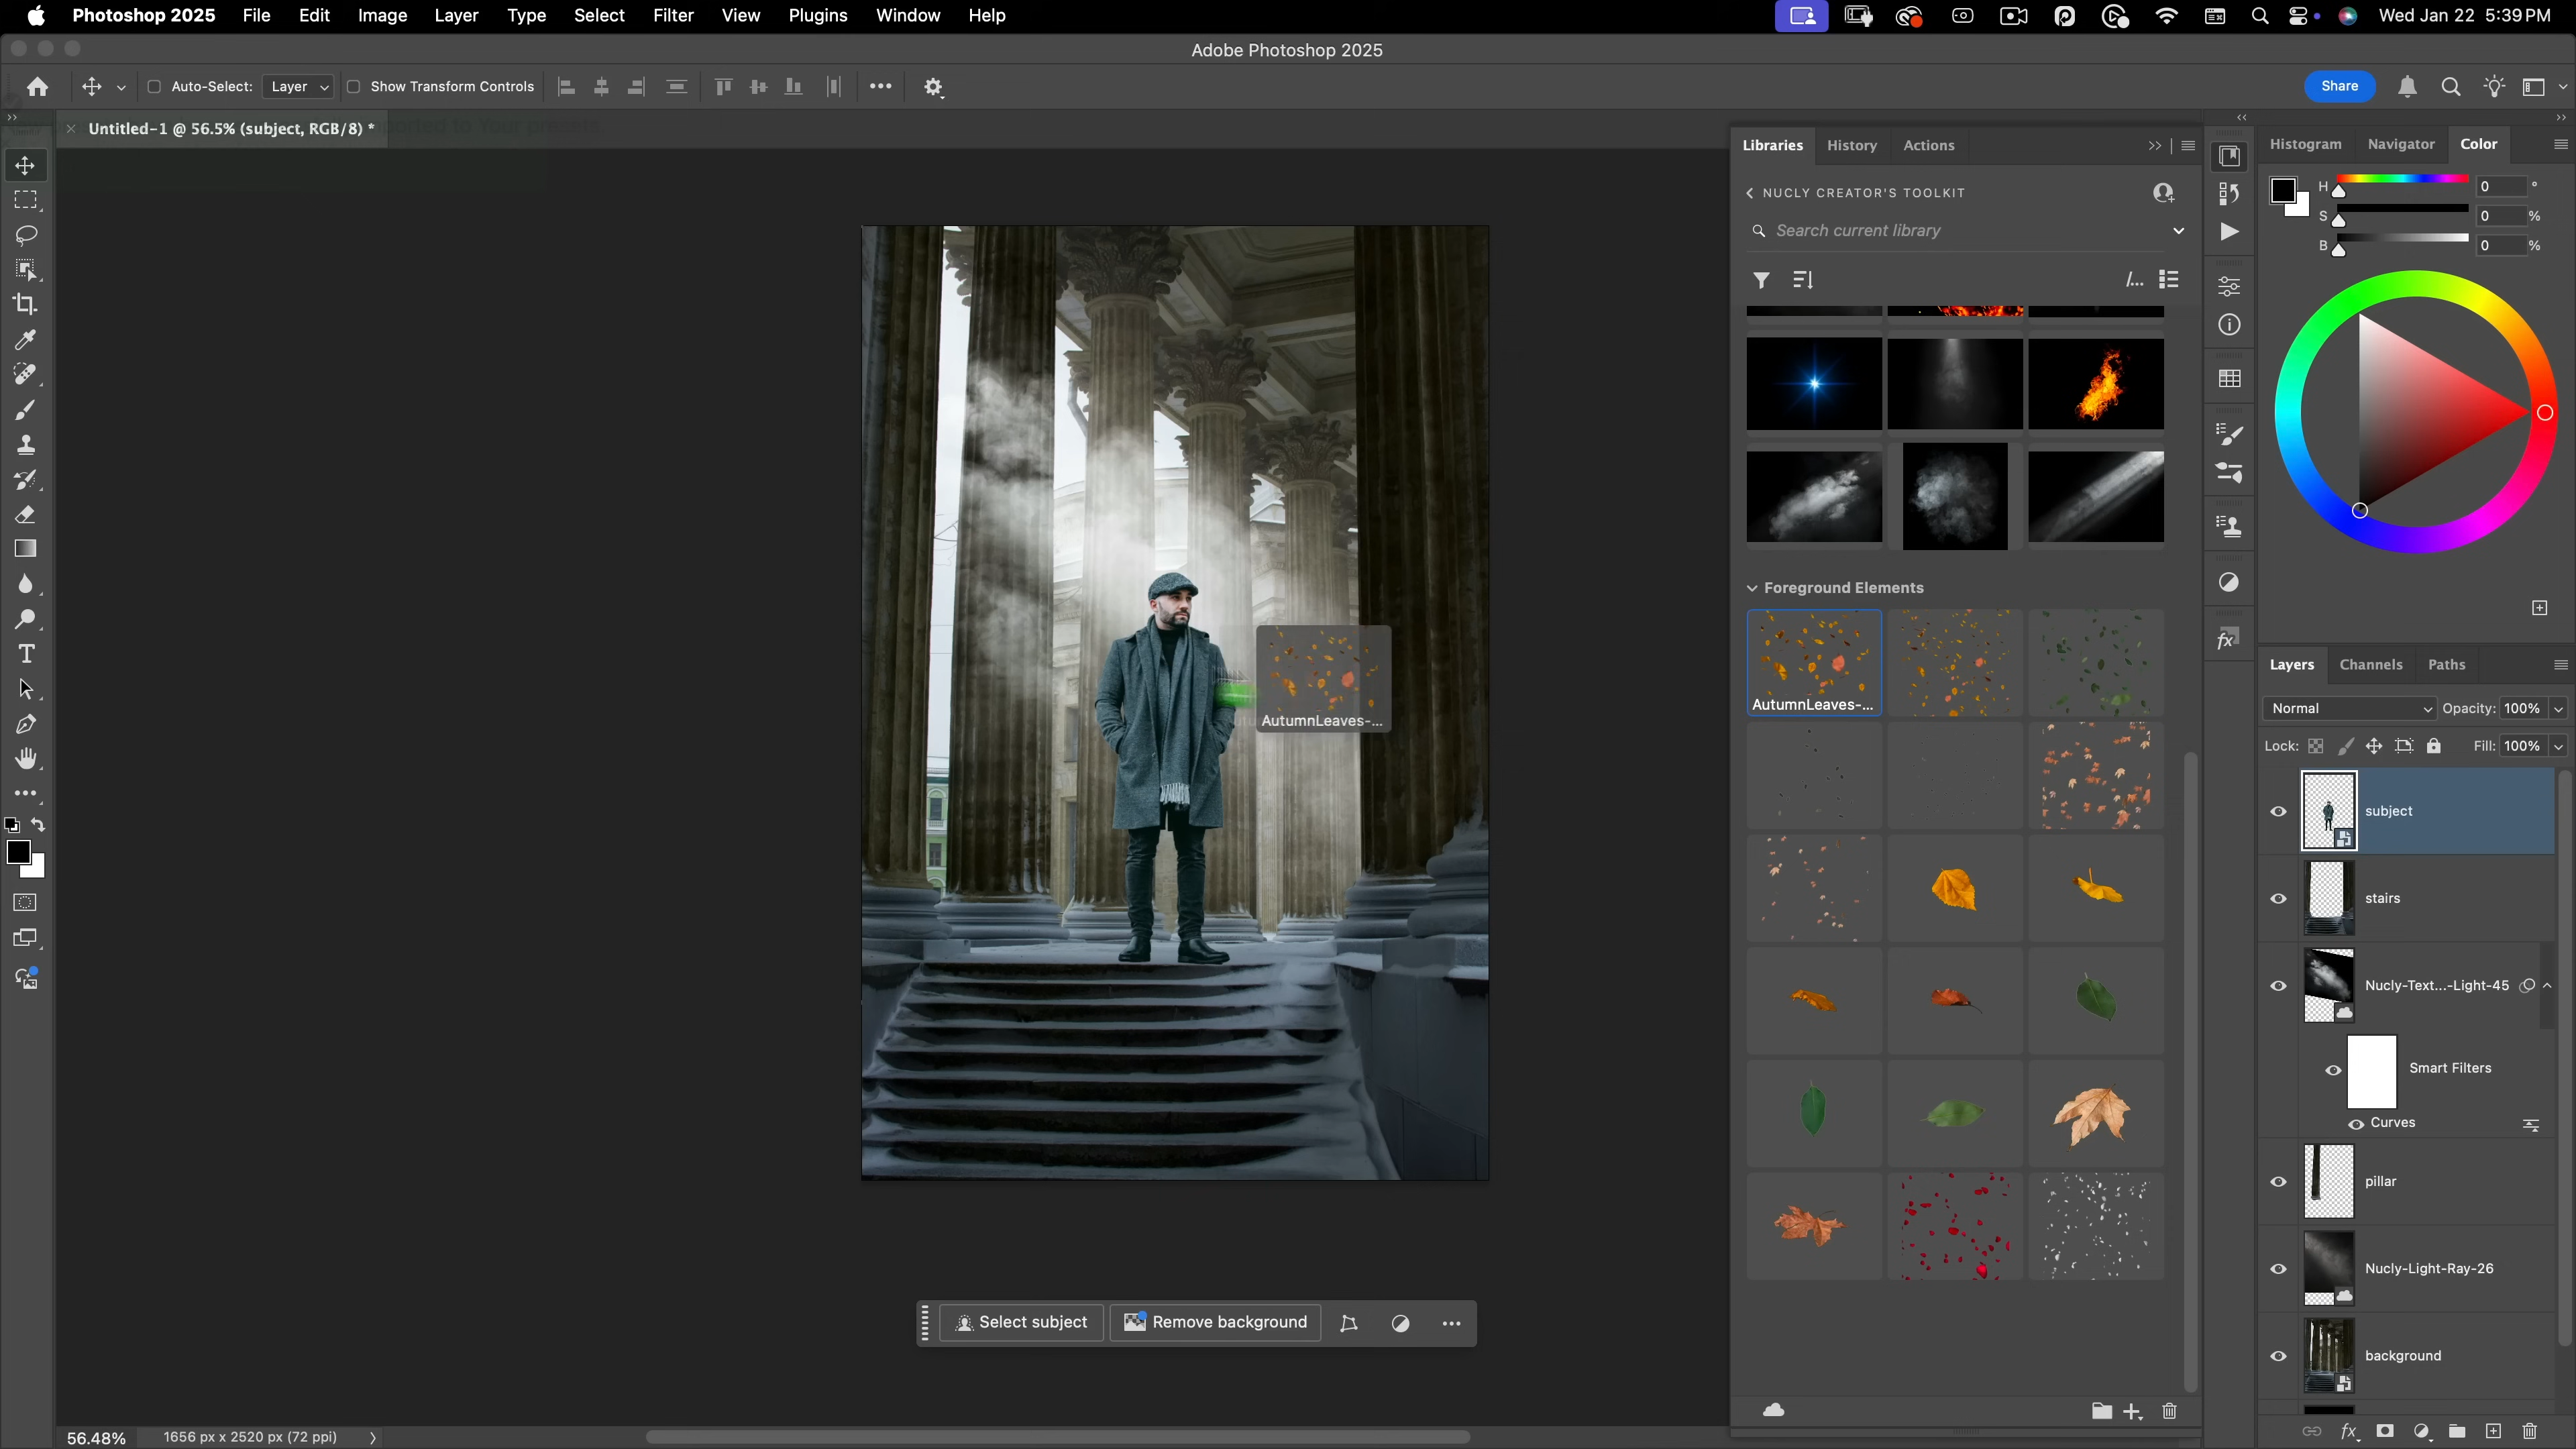 Photoshop 2025 File Edit Image Layer Type Select Filter View Plugins Window Help
Wed Jan 22 5:39 PM
Adobe Photoshop 2025
Auto-Select: Layer Show Transform Controls
Share
Untitled-1 @ 56.5% (subject, RGB/8) *
Libraries History Actions
NUCLY CREATOR'S TOOLKIT
Search current library
Foreground Elements
AutumnLeaves-...
AutumnLeaves-...
Histogram Navigator Color
H 0 °
S 0 %
B 0 %
Layers Channels Paths
Normal Opacity: 100%
Lock: Fill: 100%
subject
stairs
Nucly-Text...-Light-45
Smart Filters
Curves
pillar
Nucly-Light-Ray-26
background
Select subject Remove background
56.48% 1656 px x 2520 px (72 ppi)